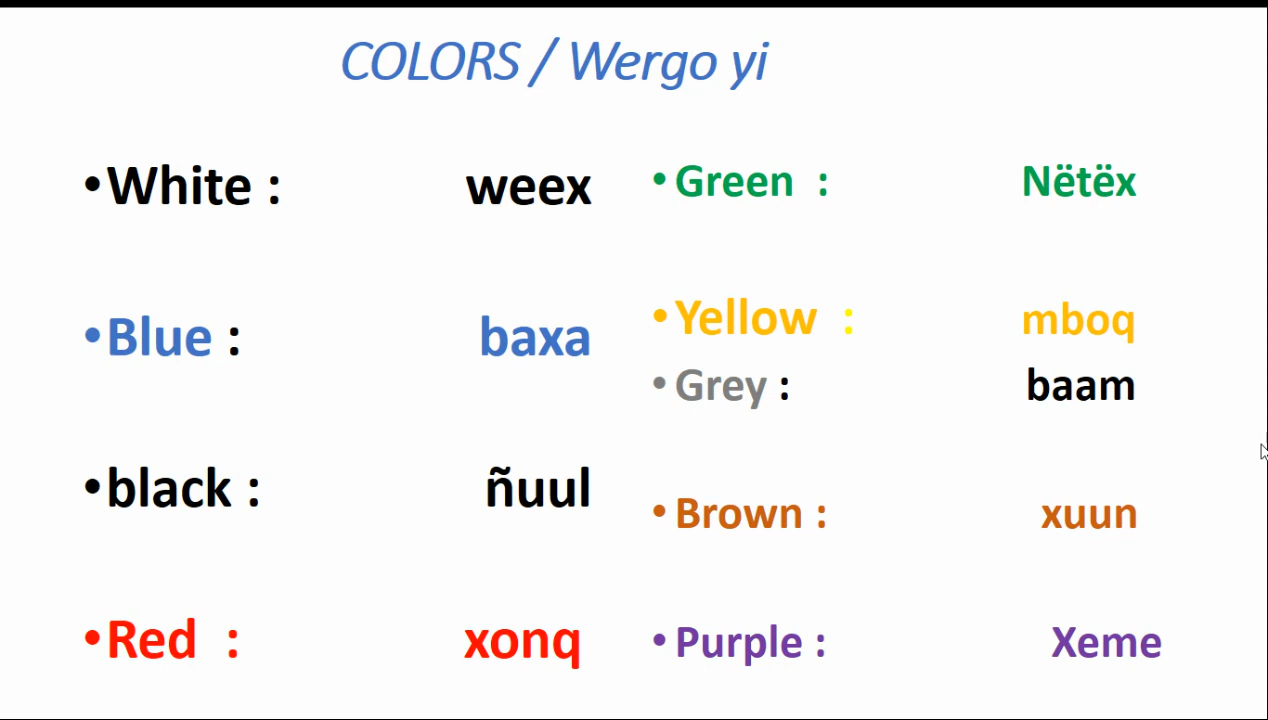 COLORS / Wergo yi
•White : weex
•Blue : baxa
•black : ñuul
•Red : xonq
•Green : Nëtëx
•Yellow : mboq
•Grey : baam
•Brown : xuun
•Purple : Xeme